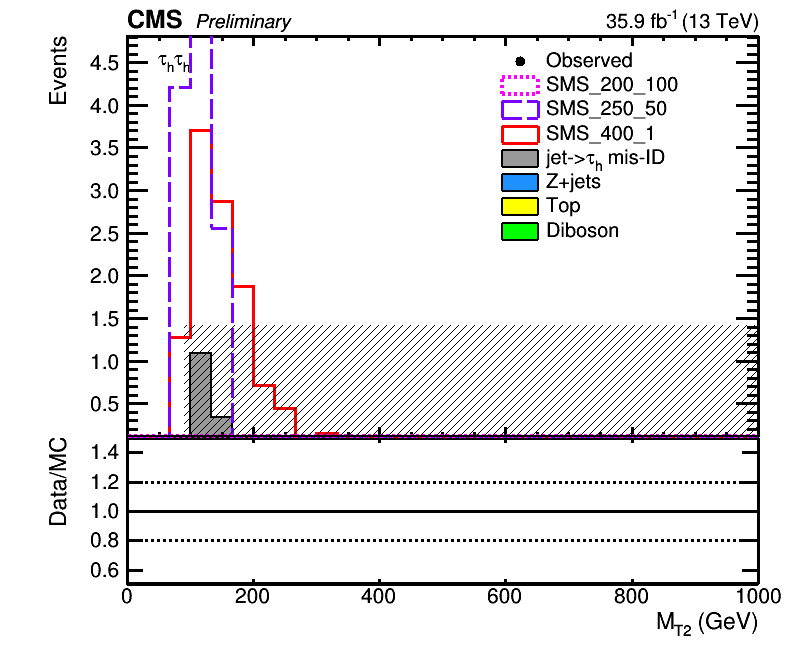 CMS Preliminary 35.9 fb⁻¹ (13 TeV)
Events
τhτh
4.5
4.0
3.5
3.0
2.5
2.0
1.5
1.0
0.5
Observed
SMS_200_100
SMS_250_50
SMS_400_1
jet->τh mis-ID
Z+jets
Top
Diboson
Data/MC
1.4
1.2
1.0
0.8
0.6
0 200 400 600 800 1000
MT2 (GeV)